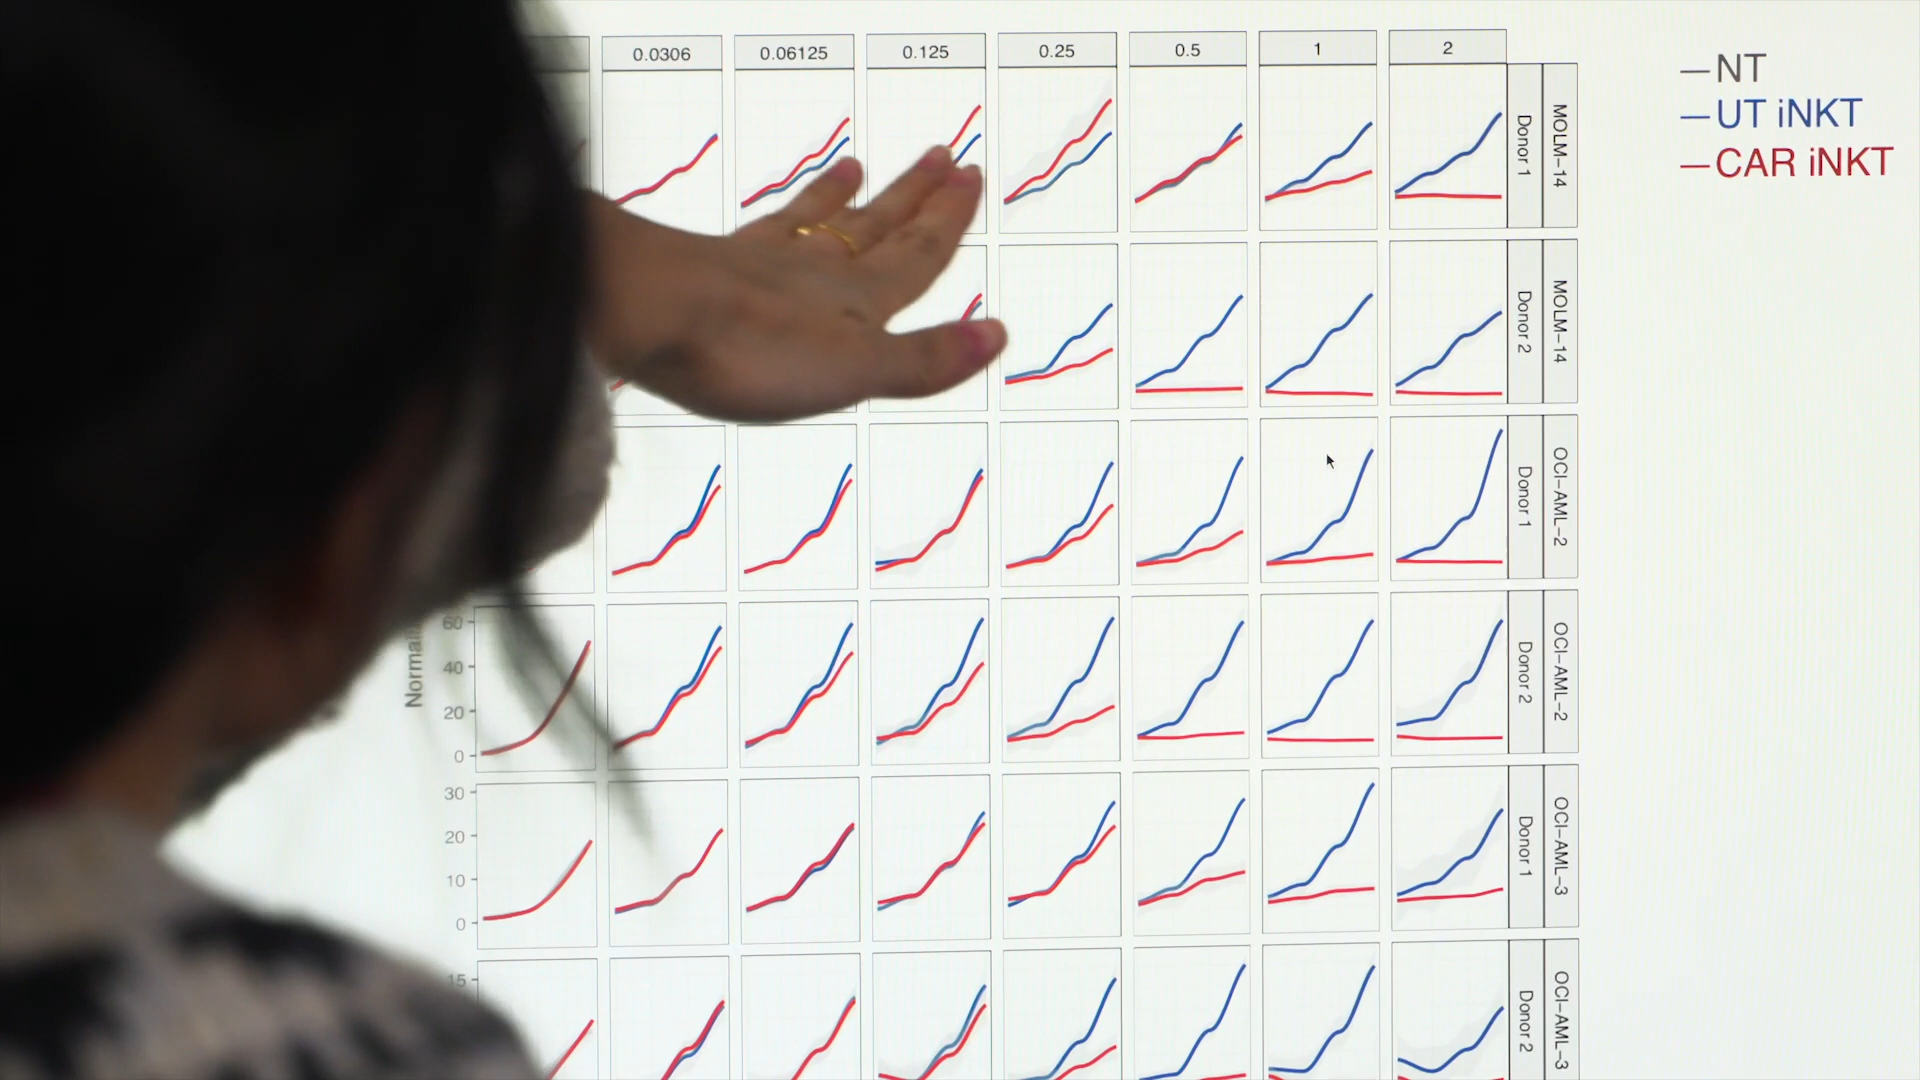 0.0306 0.06125 0.125 0.25 0.5 1 2
NT
UT iNKT
CAR iNKT
Donor 1 MOLM-14
Donor 2 MOLM-14
Donor 1 OCI-AML-2
60
40
20
0
Donor 2 OCI-AML-2
30
20
10
0
Donor 1 OCI-AML-3
15
Donor 2 OCI-AML-3